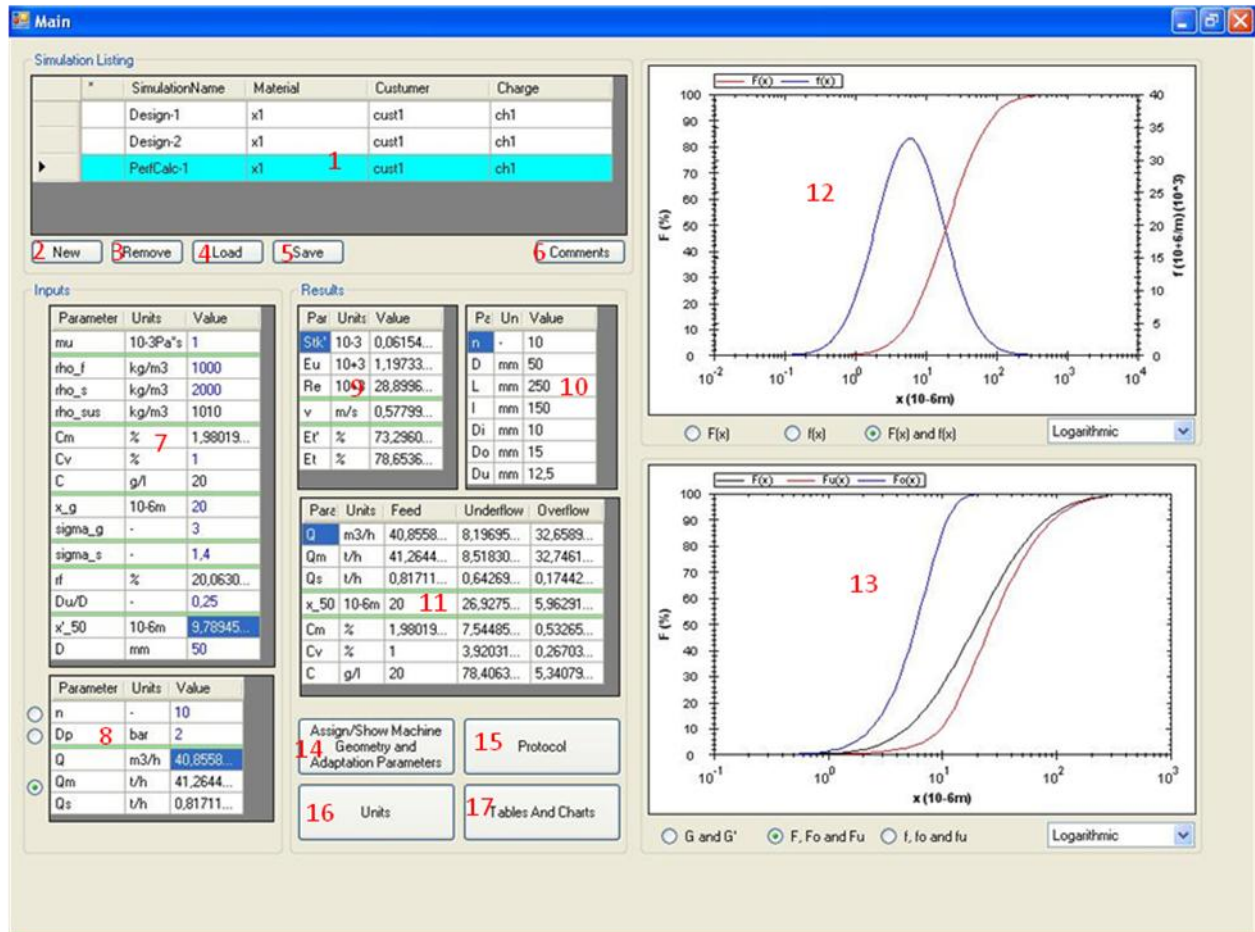 Main
Simulation Listing
* SimulationName Material Custumer Charge
Design-1 x1 cust1 ch1
Design-2 x1 cust1 ch1
PerfCalc-1 x1 1 cust1 ch1
2 New 3 Remove 4 Load 5 Save 6 Comments
Inputs
Parameter Units Value
mu 10-3Pa*s 1
rho_f kg/m3 1000
rho_s kg/m3 2000
rho_sus kg/m3 1010
Cm % 7 1,98019...
Cv % 1
C g/l 20
x_g 10-6m 20
sigma_g - 3
sigma_s - 1,4
rf % 20,0630...
Du/D - 0,25
x'_50 10-6m 9,78945...
D mm 50
Parameter Units Value
n - 10
Dp 8 bar 2
Q m3/h 40,8558...
Qm t/h 41,2644...
Qs t/h 0,81711...
Results
Par Units Value
Stk' 10-3 0,06154...
Eu 10+3 1,19733...
Re 10+3 28,8996...
9
v m/s 0,57799...
Et' % 73,2960...
Et % 78,6536...
Pa Un Value
n - 10
D mm 50
L mm 250 10
l mm 150
Di mm 10
Do mm 15
Du mm 12,5
Para Units Feed Underflow Overflow
Q m3/h 40,8558... 8,19695... 32,6589...
Qm t/h 41,2644... 8,51830... 32,7461...
Qs t/h 0,81711... 0,64269... 0,17442...
x_50 10-6m 20 11 26,9275... 5,96291...
Cm % 1,98019... 7,54485... 0,53265...
Cv % 1 3,92031... 0,26703...
C g/l 20 78,4063... 5,34079...
14 Assign/Show Machine
Geometry and
Adaptation Parameters
15 Protocol
16 Units
17 Tables And Charts
F(x) f(x)
100 90 80 70 60 50 40 30 20 10 0
F (%)
12
40 35 30 25 20 15 10 5 0
f (10+6/m)(10^3)
10-2 10-1 100 101 102 103 104
x (10-6m)
F(x) f(x) F(x) and f(x) Logarithmic
F(x) Fu(x) Fo(x)
100 90 80 70 60 50 40 30 20 10 0
F (%)
13
10-1 100 101 102 103
x (10-6m)
G and G' F, Fo and Fu f, fo and fu Logarithmic